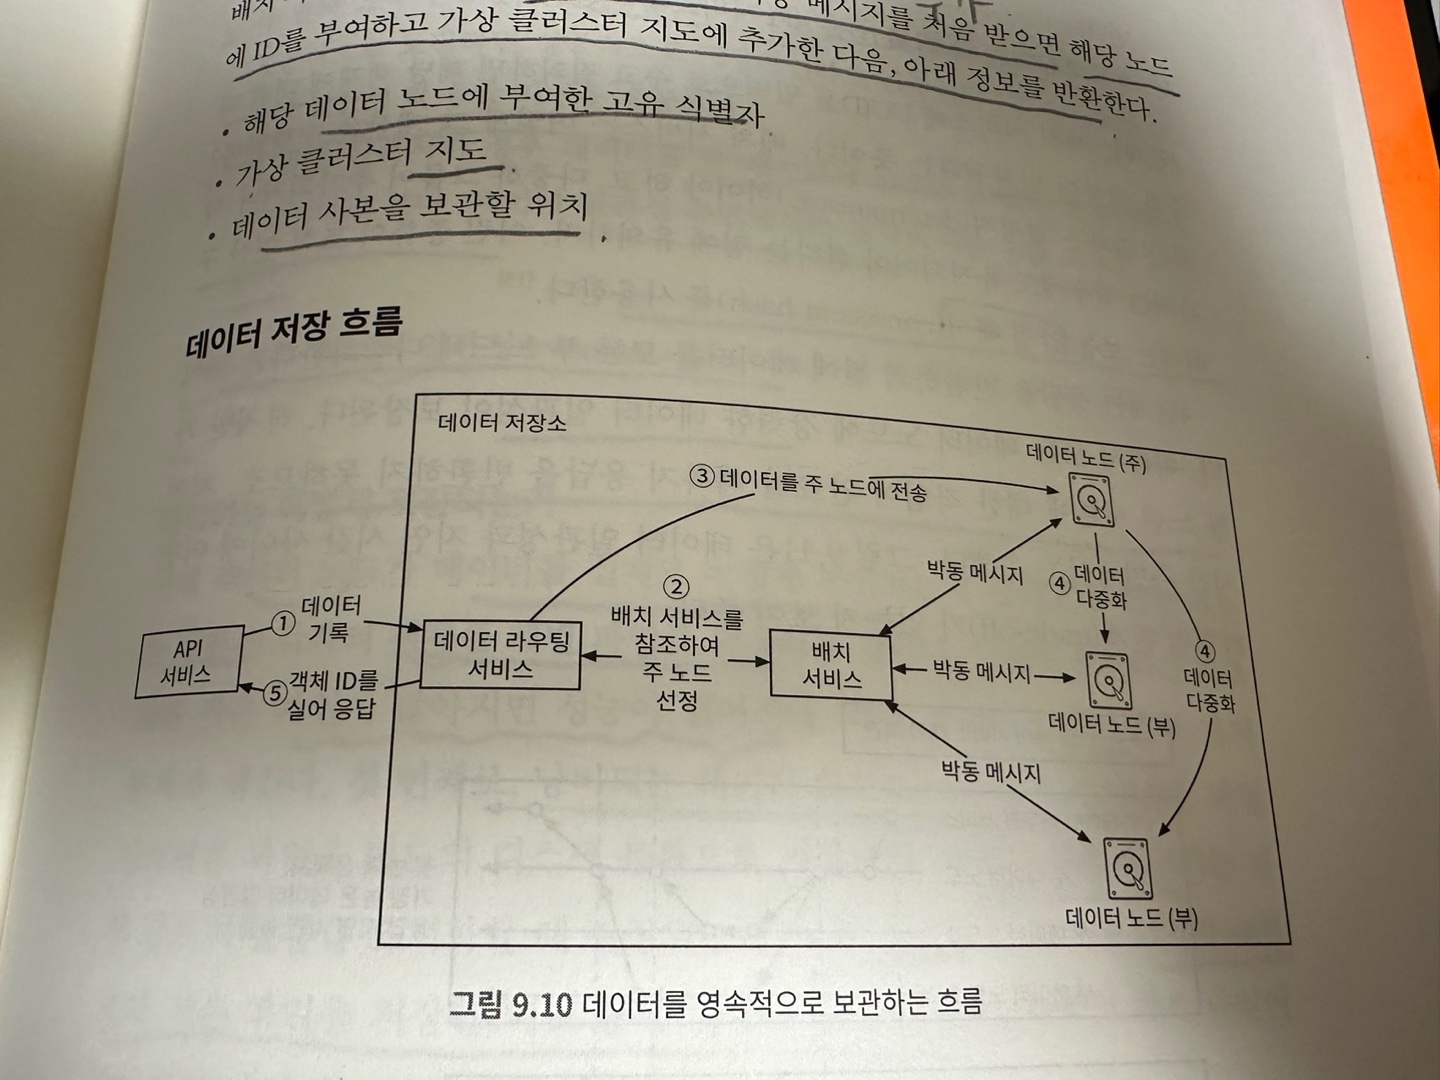 배치
메시지를 처음 받으면 해당 노드
에 ID를 부여하고 가상 클러스터 지도에 추가한 다음, 아래 정보를 반환한다.
• 해당 데이터 노드에 부여한 고유 식별자
• 가상 클러스터 지도
• 데이터 사본을 보관할 위치
데이터 저장 흐름
데이터 저장소
데이터 노드 (주)
③ 데이터를 주 노드에 전송
박동 메시지
④ 데이터
다중화
① 데이터
기록
②
배치 서비스를
참조하여
주 노드
선정
API
서비스
데이터 라우팅
서비스
배치
서비스
박동 메시지
④
데이터
다중화
⑤ 객체 ID를
실어 응답
데이터 노드 (부)
박동 메시지
데이터 노드 (부)
그림 9.10 데이터를 영속적으로 보관하는 흐름